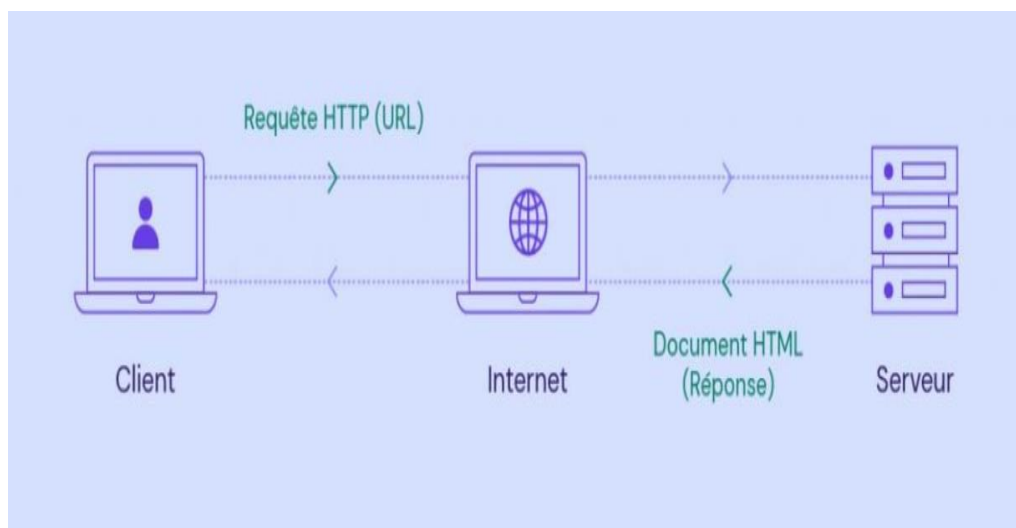 Requête HTTP (URL)
Client
Internet
Document HTML
(Réponse)
Serveur